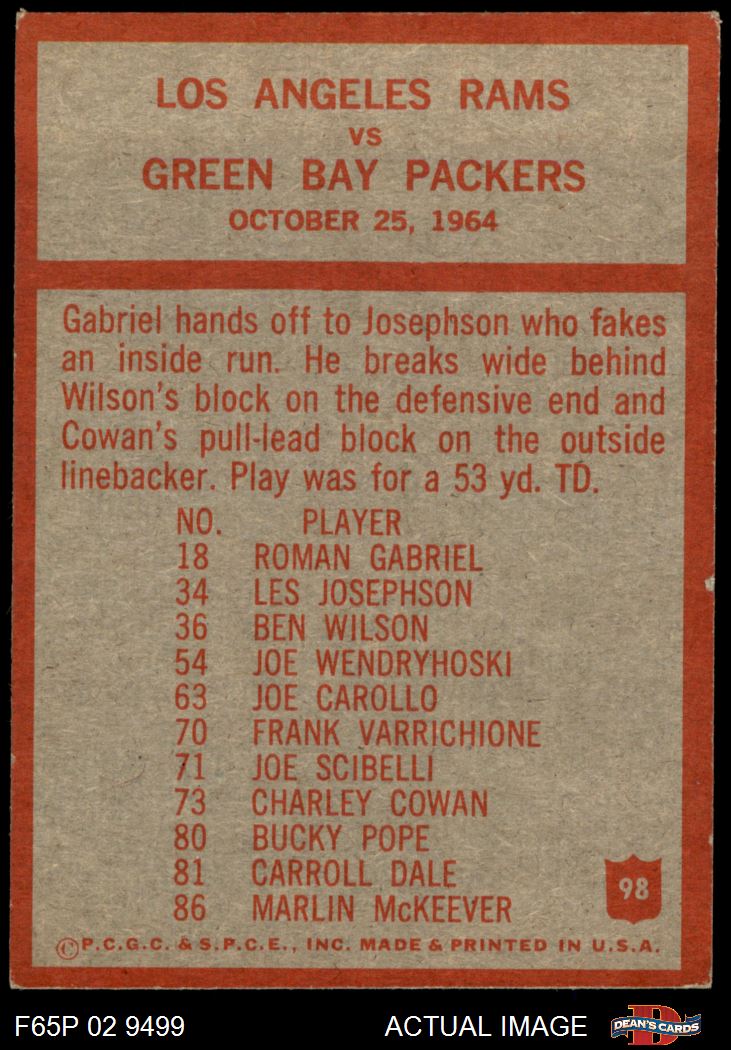 LOS ANGELES RAMS
VS
GREEN BAY PACKERS
OCTOBER 25, 1964
Gabriel hands off to Josephson who fakes
an inside run. He breaks wide behind
Wilson's block on the defensive end and
Cowan's pull-lead block on the outside
linebacker. Play was for a 53 yd. TD.
NO. PLAYER
18 ROMAN GABRIEL
34 LES JOSEPHSON
36 BEN WILSON
54 JOE WENDRYHOSKI
63 JOE CAROLLO
70 FRANK VARRICHIONE
71 JOE SCIBELLI
73 CHARLEY COWAN
80 BUCKY POPE
81 CARROLL DALE
86 MARLIN McKEEVER
98
©P.C.G.C. & S.P.C.E., INC. MADE & PRINTED IN U.S.A.
F65P 02 9499 ACTUAL IMAGE
D
DEAN'S CARDS